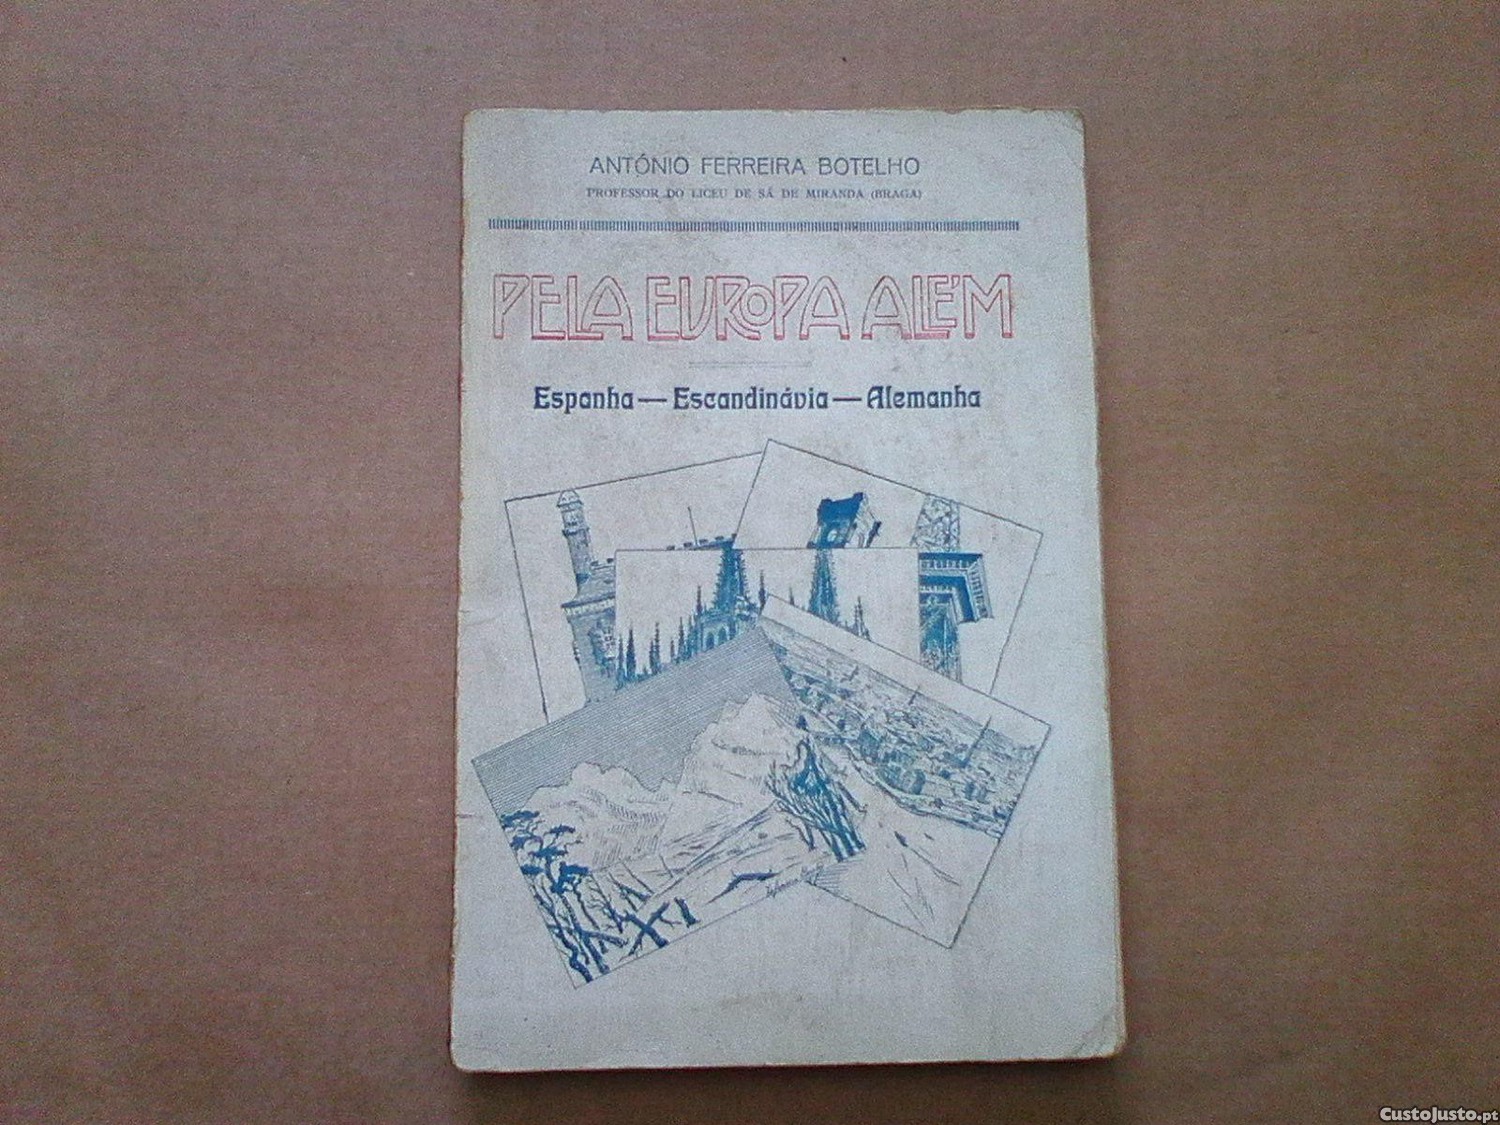 ANTÓNIO FERREIRA BOTELHO
PROFESSOR DO LICEU DE SÁ DE MIRANDA (BRAGA)
PELA EUROPA ALÉM
Espanha — Escandinávia — Alemanha
CustoJusto.pt